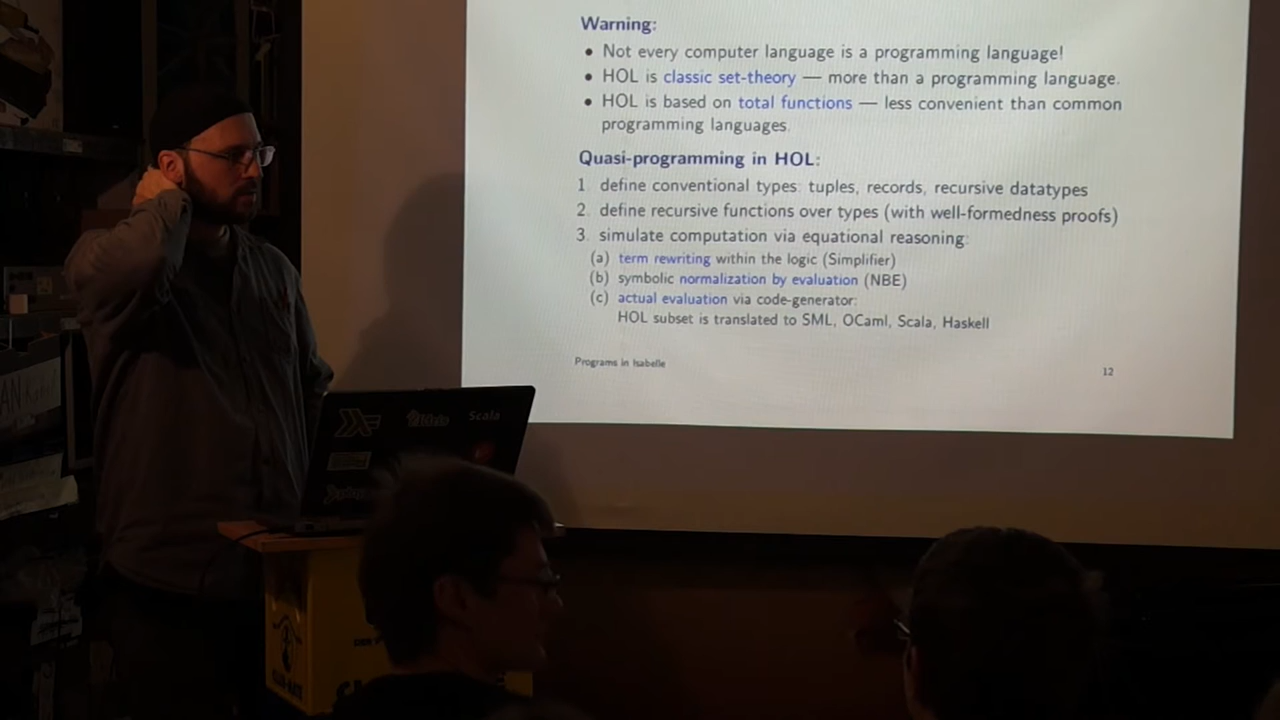 Warning:
• Not every computer language is a programming language!
• HOL is classic set-theory — more than a programming language.
• HOL is based on total functions — less convenient than common
programming languages.
Quasi-programming in HOL:
1. define conventional types: tuples, records, recursive datatypes
2. define recursive functions over types (with well-formedness proofs)
3. simulate computation via equational reasoning:
(a) term rewriting within the logic (Simplifier)
(b) symbolic normalization by evaluation (NBE)
(c) actual evaluation via code-generator:
HOL subset is translated to SML, OCaml, Scala, Haskell
Programs in Isabelle
12
Scala